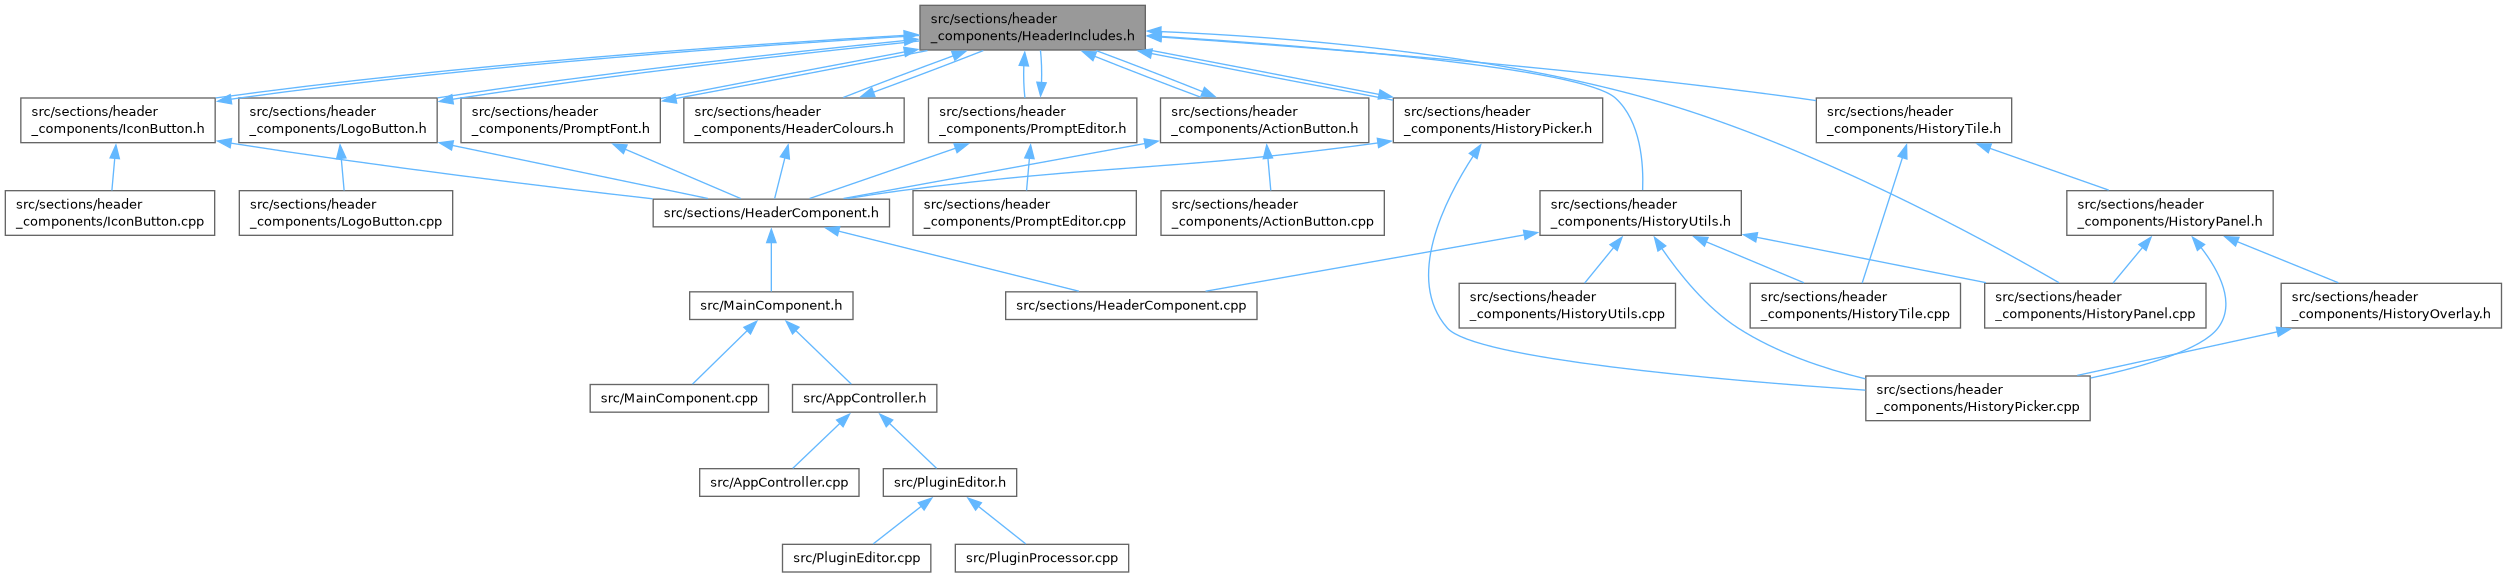 src/sections/header
_components/HeaderIncludes.h
src/sections/header
_components/IconButton.h
src/sections/header
_components/LogoButton.h
src/sections/header
_components/PromptFont.h
src/sections/header
_components/HeaderColours.h
src/sections/header
_components/PromptEditor.h
src/sections/header
_components/ActionButton.h
src/sections/header
_components/HistoryPicker.h
src/sections/header
_components/HistoryTile.h
src/sections/header
_components/IconButton.cpp
src/sections/header
_components/LogoButton.cpp
src/sections/HeaderComponent.h
src/sections/header
_components/PromptEditor.cpp
src/sections/header
_components/ActionButton.cpp
src/sections/header
_components/HistoryUtils.h
src/sections/header
_components/HistoryPanel.h
src/MainComponent.h
src/sections/HeaderComponent.cpp
src/sections/header
_components/HistoryUtils.cpp
src/sections/header
_components/HistoryTile.cpp
src/sections/header
_components/HistoryPanel.cpp
src/sections/header
_components/HistoryOverlay.h
src/MainComponent.cpp
src/AppController.h
src/sections/header
_components/HistoryPicker.cpp
src/AppController.cpp
src/PluginEditor.h
src/PluginEditor.cpp
src/PluginProcessor.cpp